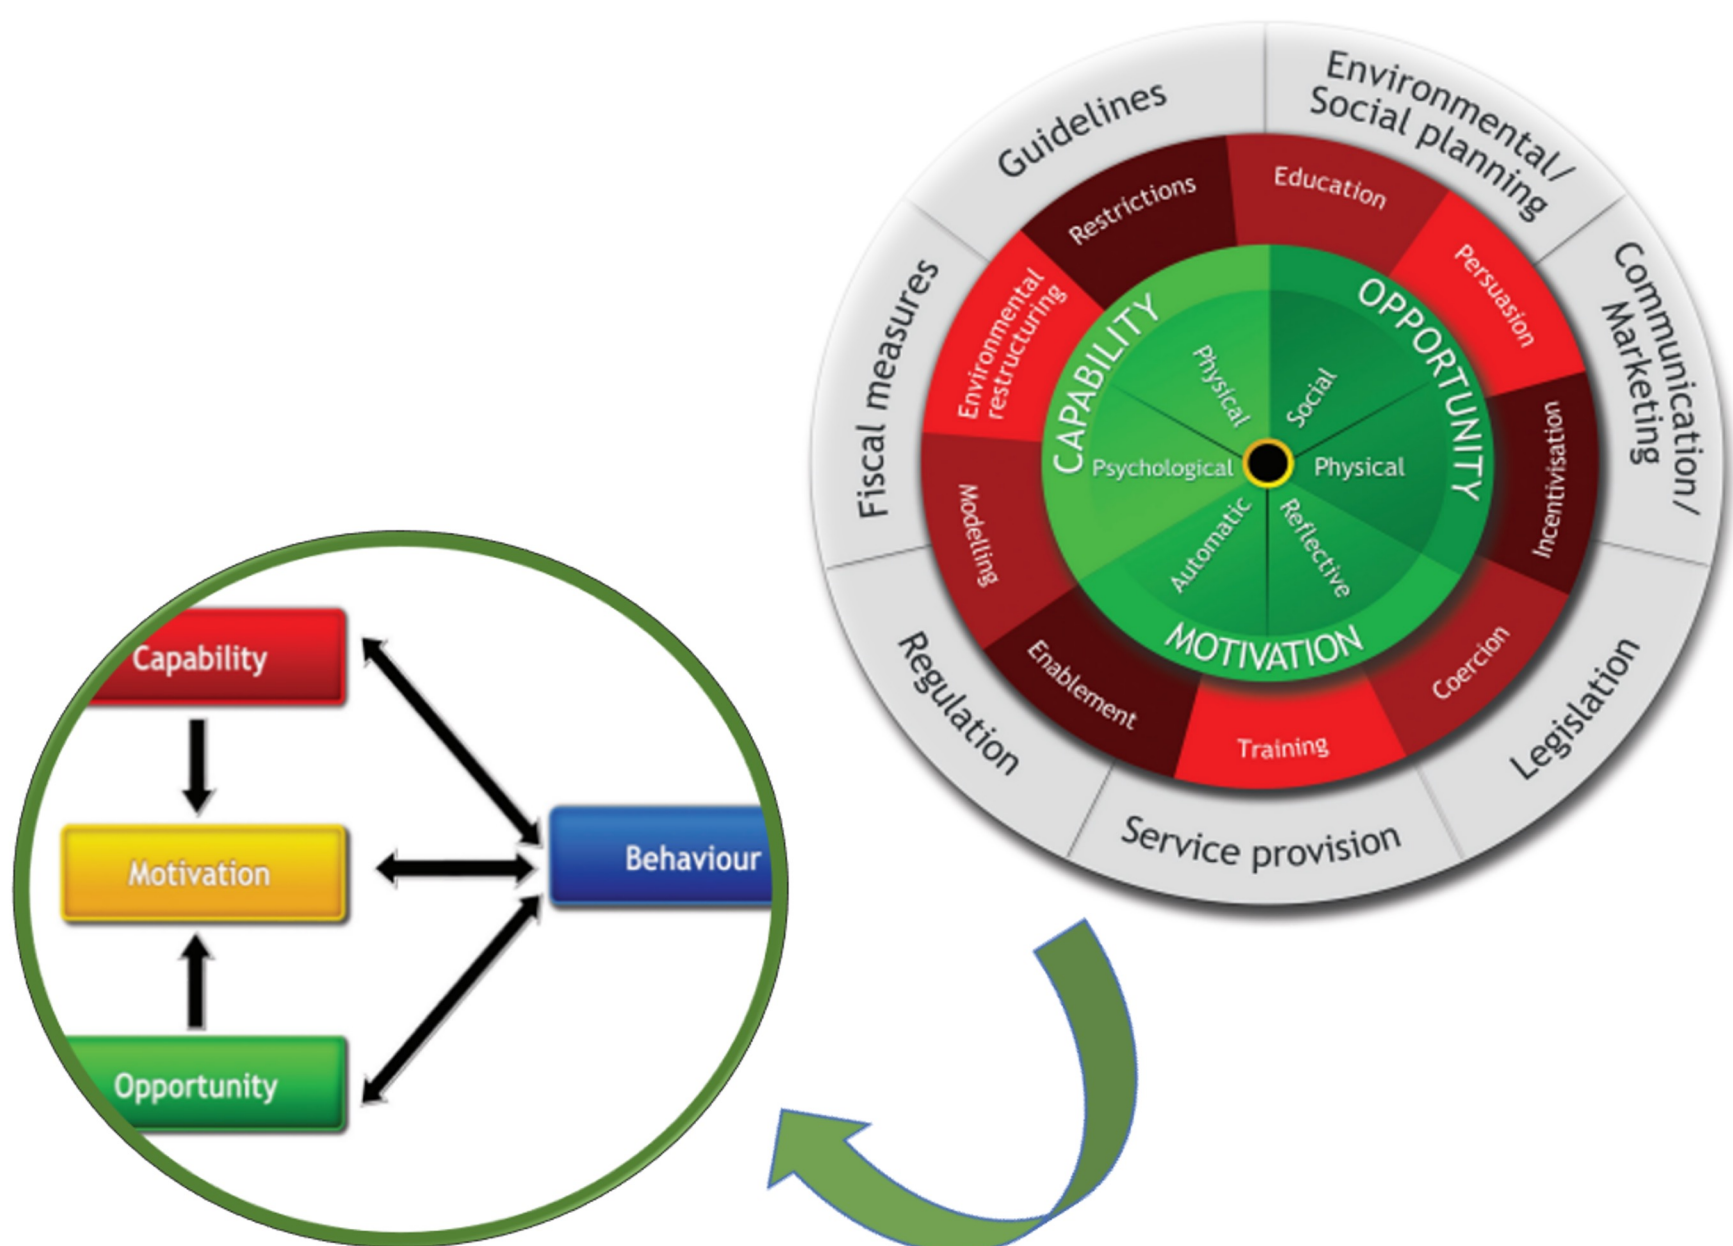 Environmental/
Social planning
Guidelines
Communication/
Marketing
Fiscal measures
Regulation
Service provision
Legislation
Restrictions
Education
Persuasion
Incentivisation
Coercion
Training
Enablement
Modelling
Environmental
restructuring
CAPABILITY
OPPORTUNITY
MOTIVATION
Physical
Social
Psychological
Physical
Automatic
Reflective
Capability
Motivation
Behaviour
Opportunity